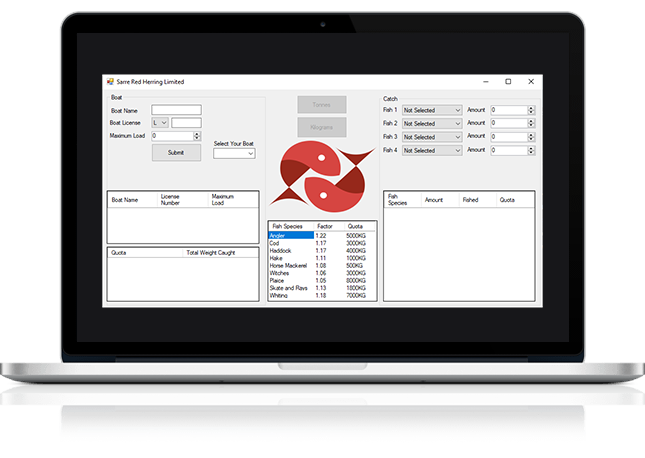 Sarre Red Herring Limited
Boat
Boat Name
Boat License L
Maximum Load 0
Submit
Select Your Boat
Boat Name License Number Maximum Load
Quota Total Weight Caught
Tonnes
Kilograms
Fish Species Factor Quota
Angler 1.22 5000KG
Cod 1.17 3000KG
Haddock 1.17 4000KG
Hake 1.11 1000KG
Horse Mackerel 1.08 500KG
Witches 1.06 3000KG
Plaice 1.05 8000KG
Skate and Rays 1.13 1800KG
Whiting 1.18 7000KG
Catch
Fish 1 Not Selected Amount 0
Fish 2 Not Selected Amount 0
Fish 3 Not Selected Amount 0
Fish 4 Not Selected Amount 0
Fish Species Amount Fished Quota